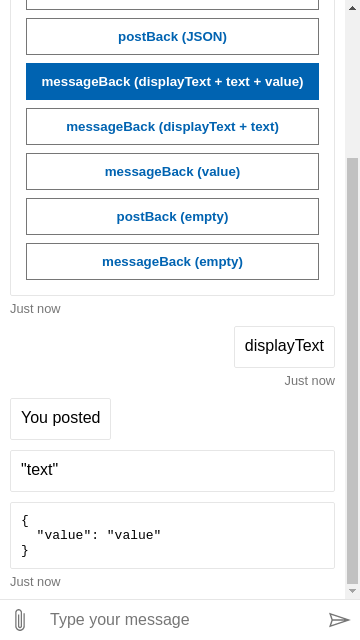 postBack (JSON)
messageBack (displayText + text + value)
messageBack (displayText + text)
messageBack (value)
postBack (empty)
messageBack (empty)
Just now
displayText
Just now
You posted
"text"
{
  "value": "value"
}
Just now
Type your message